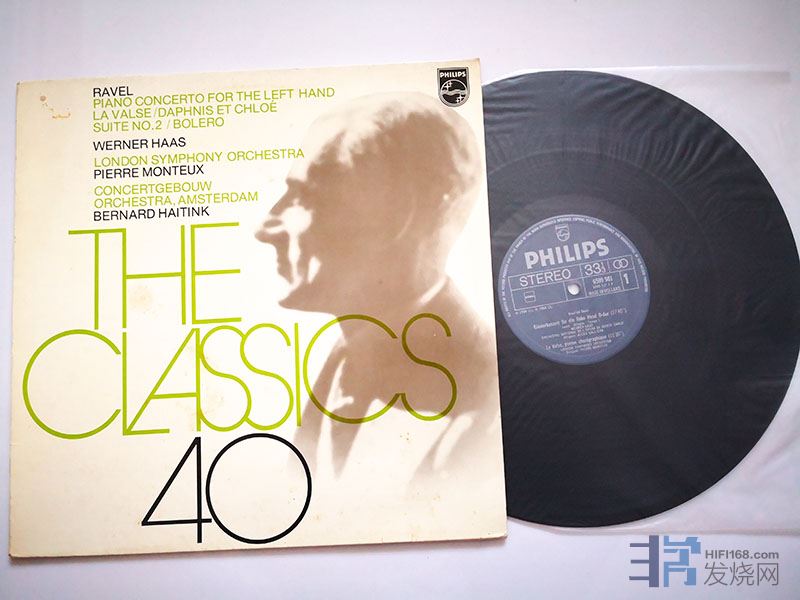 RAVEL
PIANO CONCERTO FOR THE LEFT HAND
LA VALSE/DAPHNIS ET CHLOÉ
SUITE NO.2 / BOLERO
WERNER HAAS
LONDON SYMPHONY ORCHESTRA
PIERRE MONTEUX
CONCERTGEBOUW
ORCHESTRA, AMSTERDAM
BERNARD HAITINK
THE
CLASSICS
40
PHILIPS
PHILIPS
STEREO 33⅓
1
HIFI168.com
发烧网